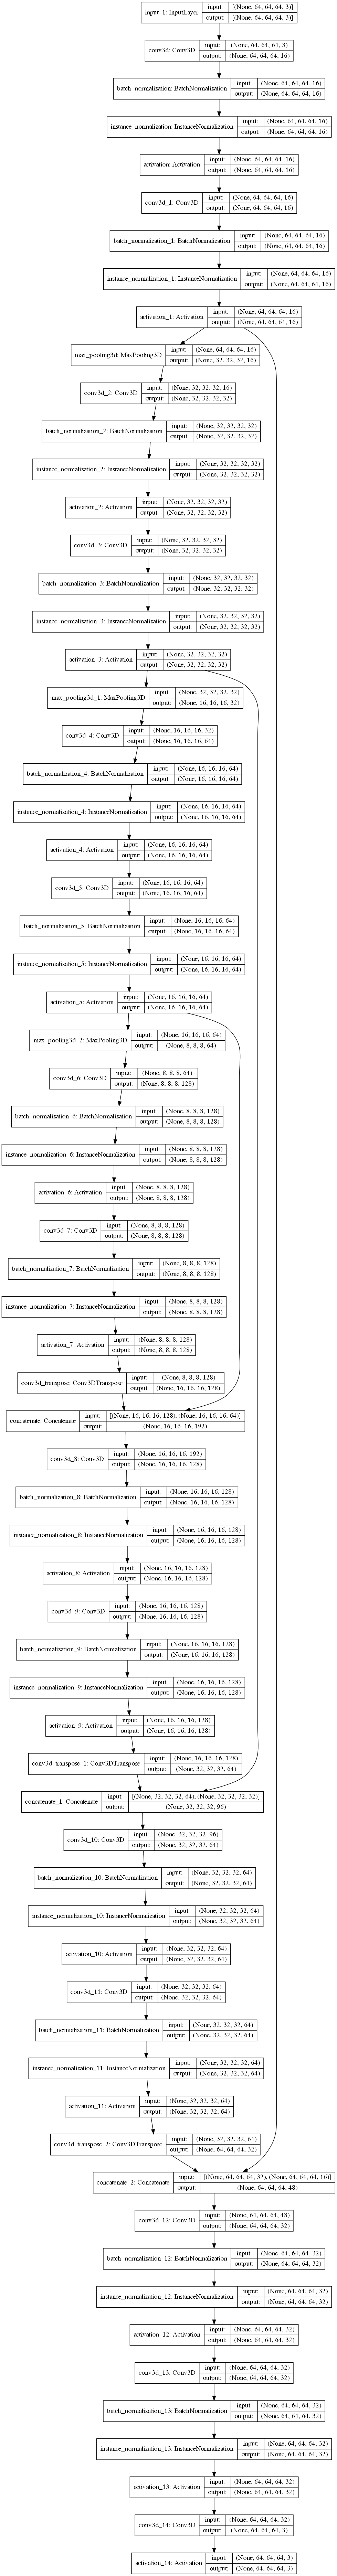 input_1: InputLayer
input: [(None, 64, 64, 64, 3)]
output: [(None, 64, 64, 64, 3)]
conv3d: Conv3D
input: (None, 64, 64, 64, 3)
output: (None, 64, 64, 64, 16)
batch_normalization: BatchNormalization
input: (None, 64, 64, 64, 16)
output: (None, 64, 64, 64, 16)
instance_normalization: InstanceNormalization
input: (None, 64, 64, 64, 16)
output: (None, 64, 64, 64, 16)
activation: Activation
input: (None, 64, 64, 64, 16)
output: (None, 64, 64, 64, 16)
conv3d_1: Conv3D
input: (None, 64, 64, 64, 16)
output: (None, 64, 64, 64, 16)
batch_normalization_1: BatchNormalization
input: (None, 64, 64, 64, 16)
output: (None, 64, 64, 64, 16)
instance_normalization_1: InstanceNormalization
input: (None, 64, 64, 64, 16)
output: (None, 64, 64, 64, 16)
activation_1: Activation
input: (None, 64, 64, 64, 16)
output: (None, 64, 64, 64, 16)
max_pooling3d: MaxPooling3D
input: (None, 64, 64, 64, 16)
output: (None, 32, 32, 32, 16)
conv3d_2: Conv3D
input: (None, 32, 32, 32, 16)
output: (None, 32, 32, 32, 32)
batch_normalization_2: BatchNormalization
input: (None, 32, 32, 32, 32)
output: (None, 32, 32, 32, 32)
instance_normalization_2: InstanceNormalization
input: (None, 32, 32, 32, 32)
output: (None, 32, 32, 32, 32)
activation_2: Activation
input: (None, 32, 32, 32, 32)
output: (None, 32, 32, 32, 32)
conv3d_3: Conv3D
input: (None, 32, 32, 32, 32)
output: (None, 32, 32, 32, 32)
batch_normalization_3: BatchNormalization
input: (None, 32, 32, 32, 32)
output: (None, 32, 32, 32, 32)
instance_normalization_3: InstanceNormalization
input: (None, 32, 32, 32, 32)
output: (None, 32, 32, 32, 32)
activation_3: Activation
input: (None, 32, 32, 32, 32)
output: (None, 32, 32, 32, 32)
max_pooling3d_1: MaxPooling3D
input: (None, 32, 32, 32, 32)
output: (None, 16, 16, 16, 32)
conv3d_4: Conv3D
input: (None, 16, 16, 16, 32)
output: (None, 16, 16, 16, 64)
batch_normalization_4: BatchNormalization
input: (None, 16, 16, 16, 64)
output: (None, 16, 16, 16, 64)
instance_normalization_4: InstanceNormalization
input: (None, 16, 16, 16, 64)
output: (None, 16, 16, 16, 64)
activation_4: Activation
input: (None, 16, 16, 16, 64)
output: (None, 16, 16, 16, 64)
conv3d_5: Conv3D
input: (None, 16, 16, 16, 64)
output: (None, 16, 16, 16, 64)
batch_normalization_5: BatchNormalization
input: (None, 16, 16, 16, 64)
output: (None, 16, 16, 16, 64)
instance_normalization_5: InstanceNormalization
input: (None, 16, 16, 16, 64)
output: (None, 16, 16, 16, 64)
activation_5: Activation
input: (None, 16, 16, 16, 64)
output: (None, 16, 16, 16, 64)
max_pooling3d_2: MaxPooling3D
input: (None, 16, 16, 16, 64)
output: (None, 8, 8, 8, 64)
conv3d_6: Conv3D
input: (None, 8, 8, 8, 64)
output: (None, 8, 8, 8, 128)
batch_normalization_6: BatchNormalization
input: (None, 8, 8, 8, 128)
output: (None, 8, 8, 8, 128)
instance_normalization_6: InstanceNormalization
input: (None, 8, 8, 8, 128)
output: (None, 8, 8, 8, 128)
activation_6: Activation
input: (None, 8, 8, 8, 128)
output: (None, 8, 8, 8, 128)
conv3d_7: Conv3D
input: (None, 8, 8, 8, 128)
output: (None, 8, 8, 8, 128)
batch_normalization_7: BatchNormalization
input: (None, 8, 8, 8, 128)
output: (None, 8, 8, 8, 128)
instance_normalization_7: InstanceNormalization
input: (None, 8, 8, 8, 128)
output: (None, 8, 8, 8, 128)
activation_7: Activation
input: (None, 8, 8, 8, 128)
output: (None, 8, 8, 8, 128)
conv3d_transpose: Conv3DTranspose
input: (None, 8, 8, 8, 128)
output: (None, 16, 16, 16, 128)
concatenate: Concatenate
input: [(None, 16, 16, 16, 128), (None, 16, 16, 16, 64)]
output: (None, 16, 16, 16, 192)
conv3d_8: Conv3D
input: (None, 16, 16, 16, 192)
output: (None, 16, 16, 16, 128)
batch_normalization_8: BatchNormalization
input: (None, 16, 16, 16, 128)
output: (None, 16, 16, 16, 128)
instance_normalization_8: InstanceNormalization
input: (None, 16, 16, 16, 128)
output: (None, 16, 16, 16, 128)
activation_8: Activation
input: (None, 16, 16, 16, 128)
output: (None, 16, 16, 16, 128)
conv3d_9: Conv3D
input: (None, 16, 16, 16, 128)
output: (None, 16, 16, 16, 128)
batch_normalization_9: BatchNormalization
input: (None, 16, 16, 16, 128)
output: (None, 16, 16, 16, 128)
instance_normalization_9: InstanceNormalization
input: (None, 16, 16, 16, 128)
output: (None, 16, 16, 16, 128)
activation_9: Activation
input: (None, 16, 16, 16, 128)
output: (None, 16, 16, 16, 128)
conv3d_transpose_1: Conv3DTranspose
input: (None, 16, 16, 16, 128)
output: (None, 32, 32, 32, 64)
concatenate_1: Concatenate
input: [(None, 32, 32, 32, 64), (None, 32, 32, 32, 32)]
output: (None, 32, 32, 32, 96)
conv3d_10: Conv3D
input: (None, 32, 32, 32, 96)
output: (None, 32, 32, 32, 64)
batch_normalization_10: BatchNormalization
input: (None, 32, 32, 32, 64)
output: (None, 32, 32, 32, 64)
instance_normalization_10: InstanceNormalization
input: (None, 32, 32, 32, 64)
output: (None, 32, 32, 32, 64)
activation_10: Activation
input: (None, 32, 32, 32, 64)
output: (None, 32, 32, 32, 64)
conv3d_11: Conv3D
input: (None, 32, 32, 32, 64)
output: (None, 32, 32, 32, 64)
batch_normalization_11: BatchNormalization
input: (None, 32, 32, 32, 64)
output: (None, 32, 32, 32, 64)
instance_normalization_11: InstanceNormalization
input: (None, 32, 32, 32, 64)
output: (None, 32, 32, 32, 64)
activation_11: Activation
input: (None, 32, 32, 32, 64)
output: (None, 32, 32, 32, 64)
conv3d_transpose_2: Conv3DTranspose
input: (None, 32, 32, 32, 64)
output: (None, 64, 64, 64, 32)
concatenate_2: Concatenate
input: [(None, 64, 64, 64, 32), (None, 64, 64, 64, 16)]
output: (None, 64, 64, 64, 48)
conv3d_12: Conv3D
input: (None, 64, 64, 64, 48)
output: (None, 64, 64, 64, 32)
batch_normalization_12: BatchNormalization
input: (None, 64, 64, 64, 32)
output: (None, 64, 64, 64, 32)
instance_normalization_12: InstanceNormalization
input: (None, 64, 64, 64, 32)
output: (None, 64, 64, 64, 32)
activation_12: Activation
input: (None, 64, 64, 64, 32)
output: (None, 64, 64, 64, 32)
conv3d_13: Conv3D
input: (None, 64, 64, 64, 32)
output: (None, 64, 64, 64, 32)
batch_normalization_13: BatchNormalization
input: (None, 64, 64, 64, 32)
output: (None, 64, 64, 64, 32)
instance_normalization_13: InstanceNormalization
input: (None, 64, 64, 64, 32)
output: (None, 64, 64, 64, 32)
activation_13: Activation
input: (None, 64, 64, 64, 32)
output: (None, 64, 64, 64, 32)
conv3d_14: Conv3D
input: (None, 64, 64, 64, 32)
output: (None, 64, 64, 64, 3)
activation_14: Activation
input: (None, 64, 64, 64, 3)
output: (None, 64, 64, 64, 3)